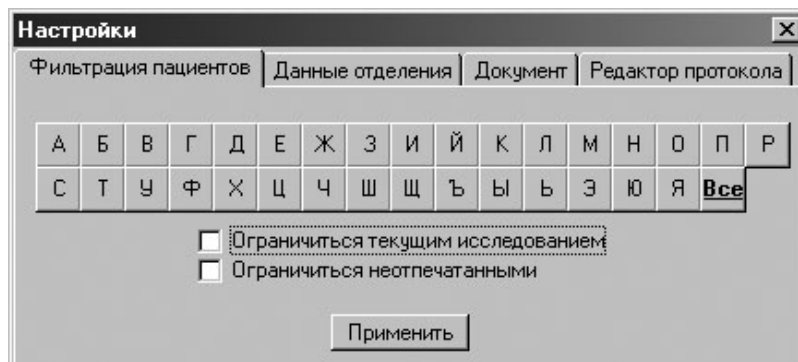 Настройки
Фильтрация пациентов Данные отделения Документ Редактор протокола
А Б В Г Д Е Ж З И Й К Л М Н О П Р
С Т У Ф Х Ц Ч Ш Щ Ъ Ы Ь Э Ю Я Все
Ограничиться текущим исследованием
Ограничиться неотпечатанными
Применить